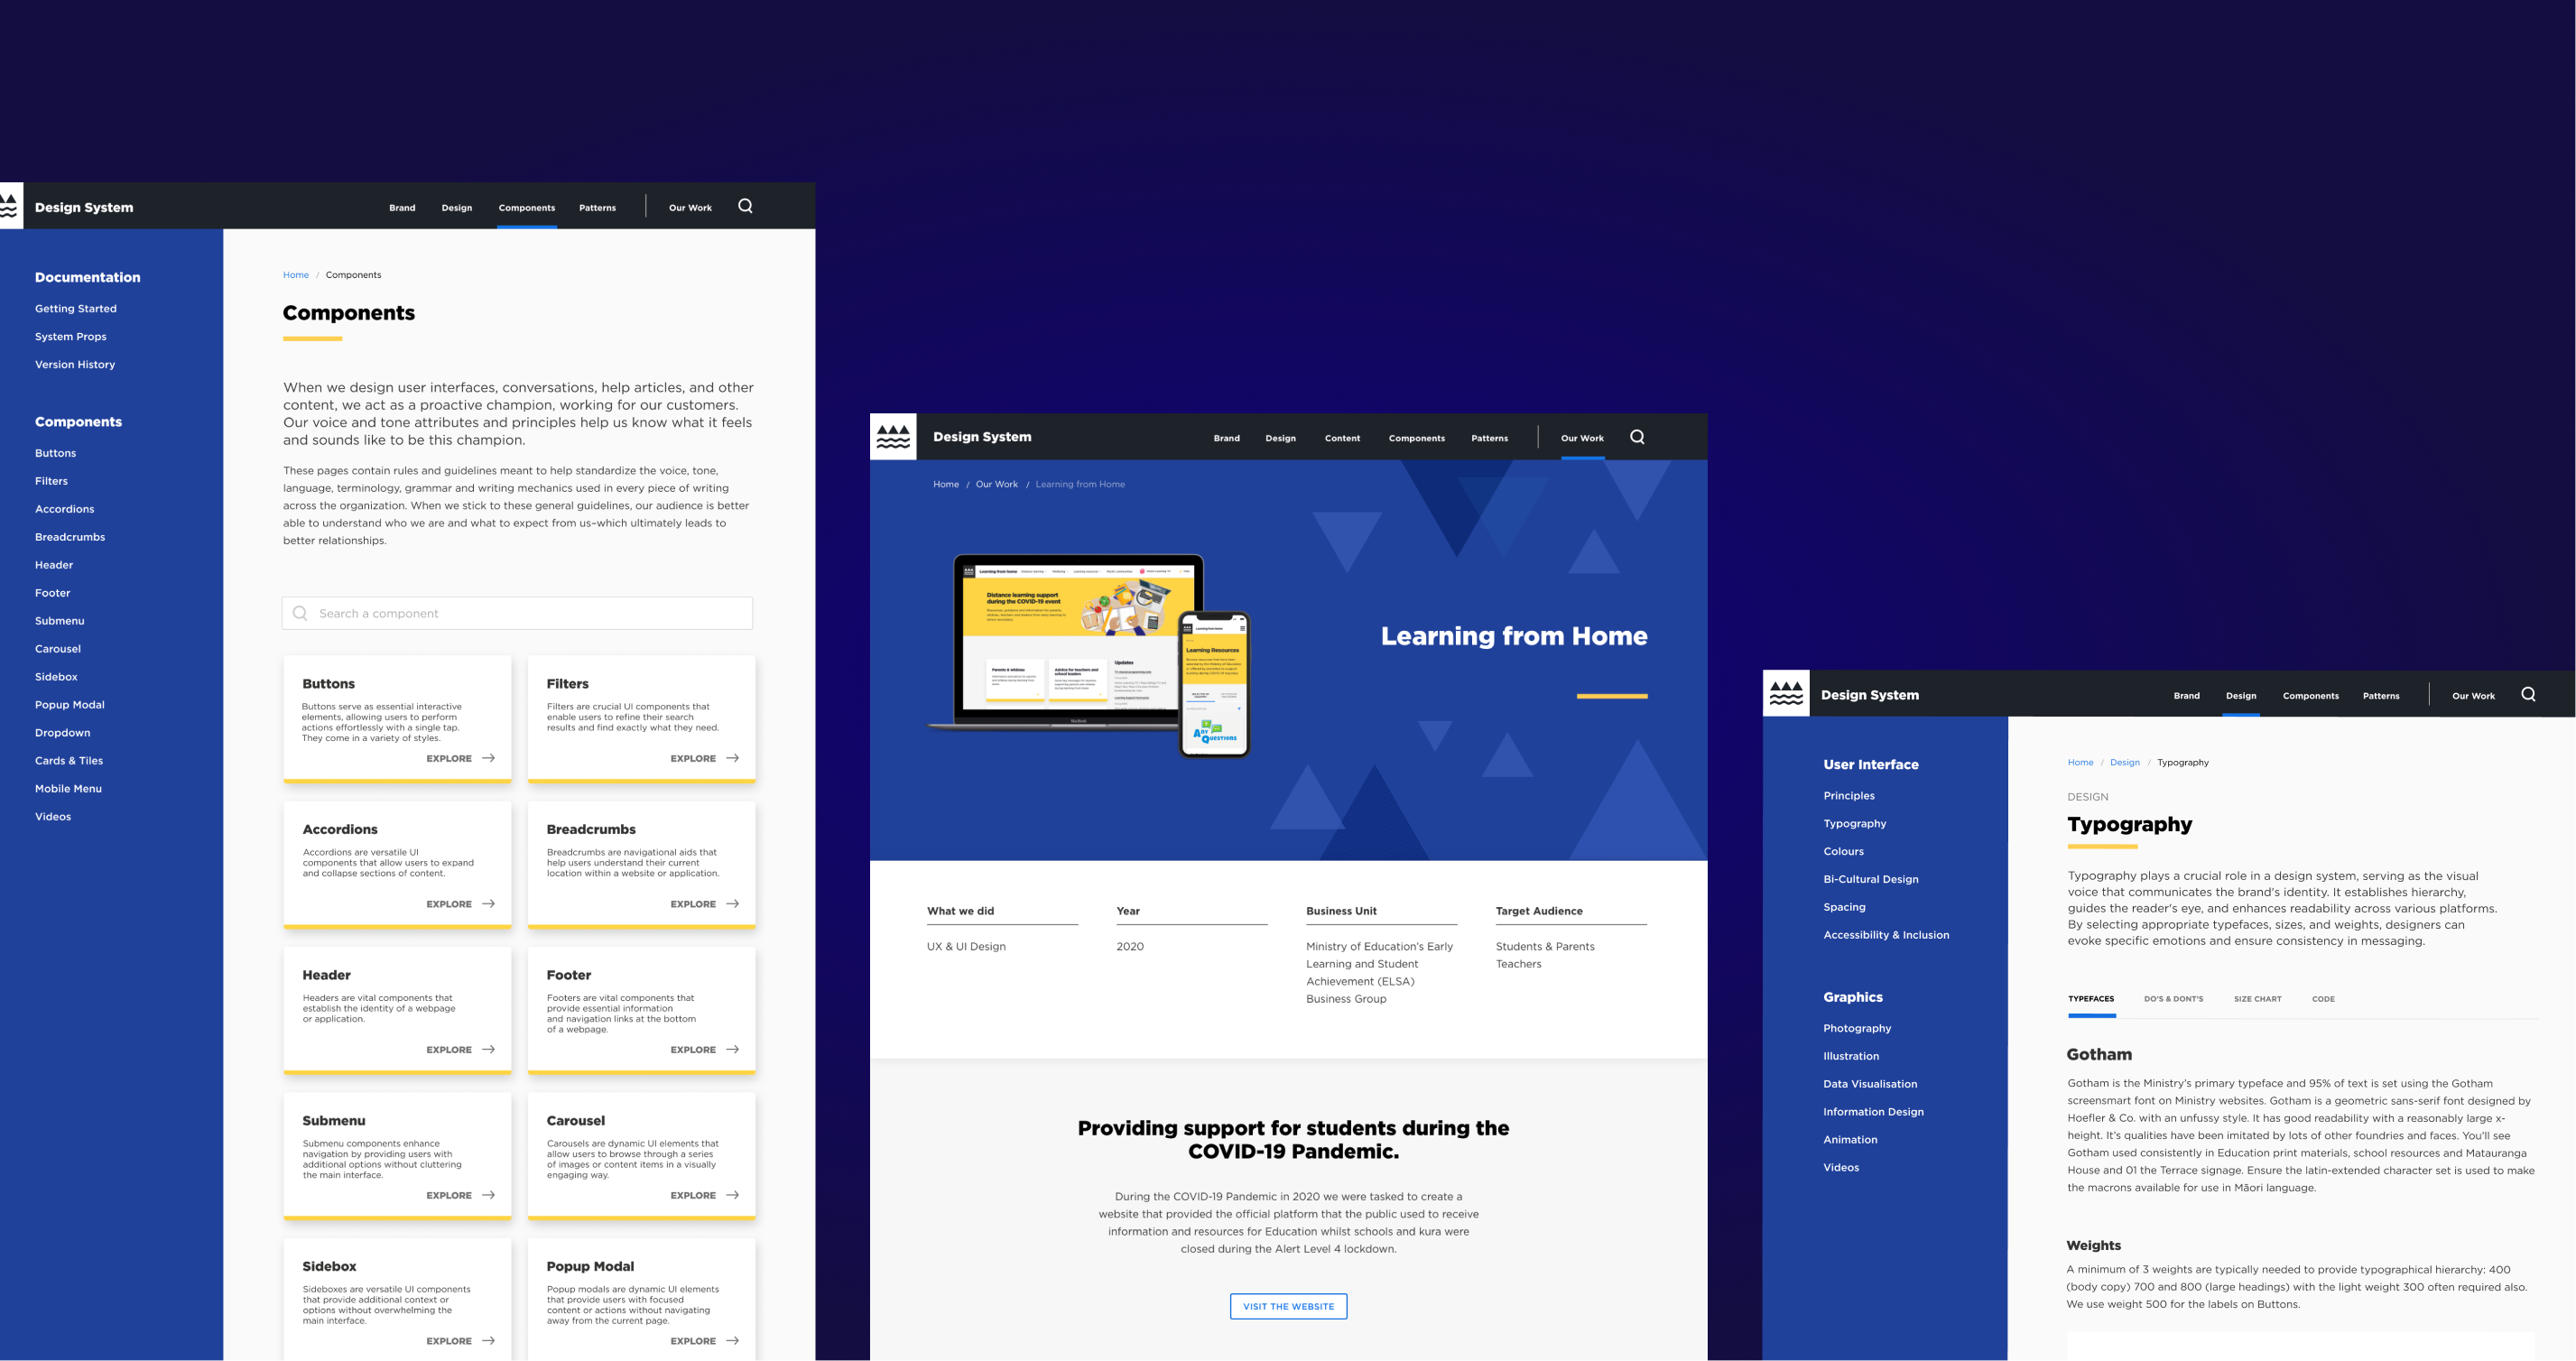 Design System
Brand
Design
Components
Patterns
Our Work
Documentation
Getting Started
System Props
Version History
Components
Buttons
Filters
Accordions
Breadcrumbs
Header
Footer
Submenu
Carousel
Sidebox
Popup Modal
Dropdown
Cards & Tiles
Mobile Menu
Videos
Home / Components
Components
When we design user interfaces, conversations, help articles, and other
content, we act as a proactive champion, working for our customers.
Our voice and tone attributes and principles help us know what it feels
and sounds like to be this champion.
These pages contain rules and guidelines meant to help standardize the voice, tone,
language, terminology, grammar and writing mechanics used in every piece of writing
across the organization. When we stick to these general guidelines, our audience is better
able to understand who we are and what to expect from us–which ultimately leads to
better relationships.
Search a component
Buttons
Buttons serve as essential interactive
elements, allowing users to perform
actions effortlessly with a single tap.
They come in a variety of styles.
EXPLORE
Filters
Filters are crucial UI components that
enable users to refine their search
results and find exactly what they need.
EXPLORE
Accordions
Accordions are versatile UI
components that allow users to expand
and collapse sections of content.
EXPLORE
Breadcrumbs
Breadcrumbs are navigational aids that
help users understand their current
location within a website or application.
EXPLORE
Header
Headers are vital components that
establish the identity of a webpage
or application.
EXPLORE
Footer
Footers are vital components that
provide essential information
and navigation links at the bottom
of a webpage.
EXPLORE
Submenu
Submenu components enhance
navigation by providing users with
additional options without cluttering
the main interface.
EXPLORE
Carousel
Carousels are dynamic UI elements that
allow users to browse through a series
of images or content items in a visually
engaging way.
EXPLORE
Sidebox
Sideboxes are versatile UI components
that provide additional context or
options without overwhelming the
main interface.
EXPLORE
Popup Modal
Popup modals are dynamic UI elements
that provide users with focused
content or actions without navigating
away from the current page.
EXPLORE
Design System
Brand
Design
Content
Components
Patterns
Our Work
Home / Our Work / Learning from Home
Learning from home
Distance learning support
during the COVID-19 event
Parents & whānau
Advice for teachers and
school leaders
Updates
MacBook
Learning from home
Learning Resources
Any Questions
Learning from Home
What we did
UX & UI Design
Year
2020
Business Unit
Ministry of Education's Early
Learning and Student
Achievement (ELSA)
Business Group
Target Audience
Students & Parents
Teachers
Providing support for students during the
COVID-19 Pandemic.
During the COVID-19 Pandemic in 2020 we were tasked to create a
website that provided the official platform that the public used to receive
information and resources for Education whilst schools and kura were
closed during the Alert Level 4 lockdown.
VISIT THE WEBSITE
Design System
Brand
Design
Components
Patterns
Our Work
User Interface
Principles
Typography
Colours
Bi-Cultural Design
Spacing
Accessibility & Inclusion
Graphics
Photography
Illustration
Data Visualisation
Information Design
Animation
Videos
Home / Design / Typography
DESIGN
Typography
Typography plays a crucial role in a design system, serving as the visual
voice that communicates the brand's identity. It establishes hierarchy,
guides the reader's eye, and enhances readability across various platforms.
By selecting appropriate typefaces, sizes, and weights, designers can
evoke specific emotions and ensure consistency in messaging.
TYPEFACES
DO'S & DONT'S
SIZE CHART
CODE
Gotham
Gotham is the Ministry's primary typeface and 95% of text is set using the Gotham
screensmart font on Ministry websites. Gotham is a geometric sans-serif font designed by
Hoefler & Co. with an unfussy style. It has good readability with a reasonably large x-
height. It's qualities have been imitated by lots of other foundries and faces. You'll see
Gotham used consistently in Education print materials, school resources and Matauranga
House and 01 the Terrace signage. Ensure the latin-extended character set is used to make
the macrons available for use in Māori language.
Weights
A minimum of 3 weights are typically needed to provide typographical hierarchy: 400
(body copy) 700 and 800 (large headings) with the light weight 300 often required also.
We use weight 500 for the labels on Buttons.